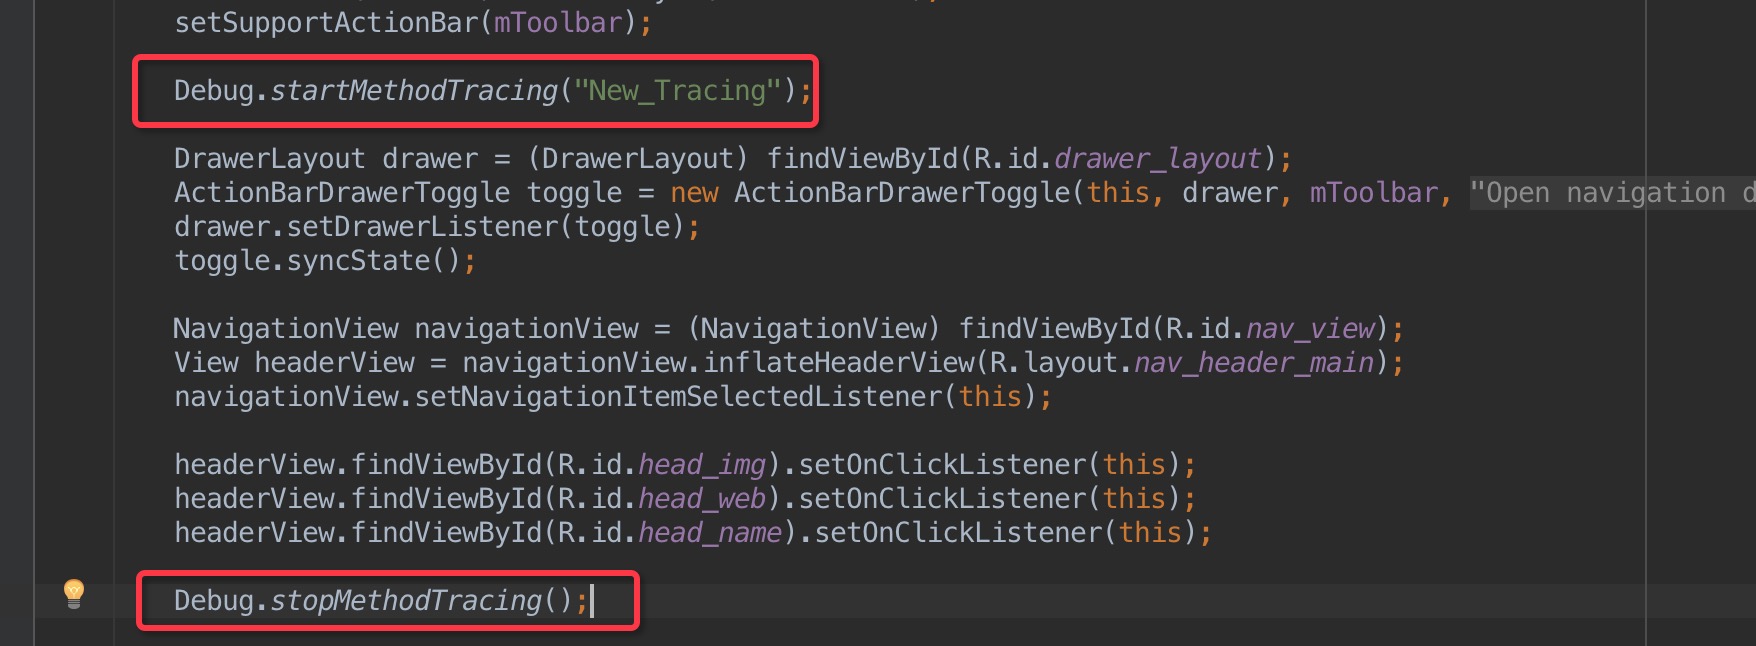 setSupportActionBar(mToolbar);
Debug.startMethodTracing("New_Tracing");
DrawerLayout drawer = (DrawerLayout) findViewById(R.id.drawer_layout);
ActionBarDrawerToggle toggle = new ActionBarDrawerToggle(this, drawer, mToolbar, "Open navigation d
drawer.setDrawerListener(toggle);
toggle.syncState();
NavigationView navigationView = (NavigationView) findViewById(R.id.nav_view);
View headerView = navigationView.inflateHeaderView(R.layout.nav_header_main);
navigationView.setNavigationItemSelectedListener(this);
headerView.findViewById(R.id.head_img).setOnClickListener(this);
headerView.findViewById(R.id.head_web).setOnClickListener(this);
headerView.findViewById(R.id.head_name).setOnClickListener(this);
Debug.stopMethodTracing();